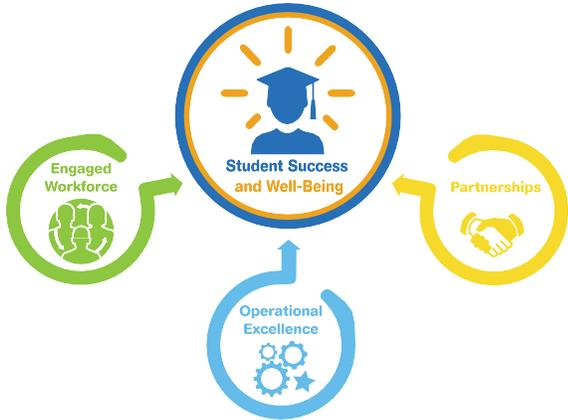 Student Success
and Well-Being
Engaged
Workforce
Partnerships
Operational
Excellence